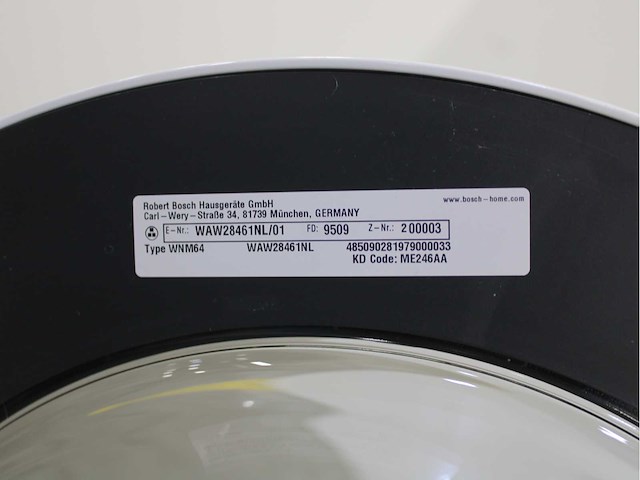 Robert Bosch Hausgeräte GmbH
www.bosch-home.com
Carl-Wery-Straße 34, 81739 München, GERMANY
E-Nr.: WAW28461NL/01 FD: 9509 Z-Nr.: 200003
Type WNM64 WAW28461NL 485090281979000033
KD Code: ME246AA